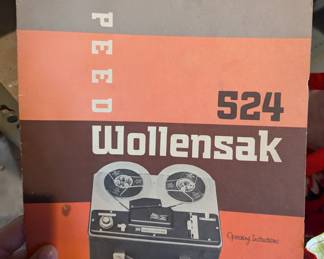 PEED
524
Wollensak
Operating Instructions